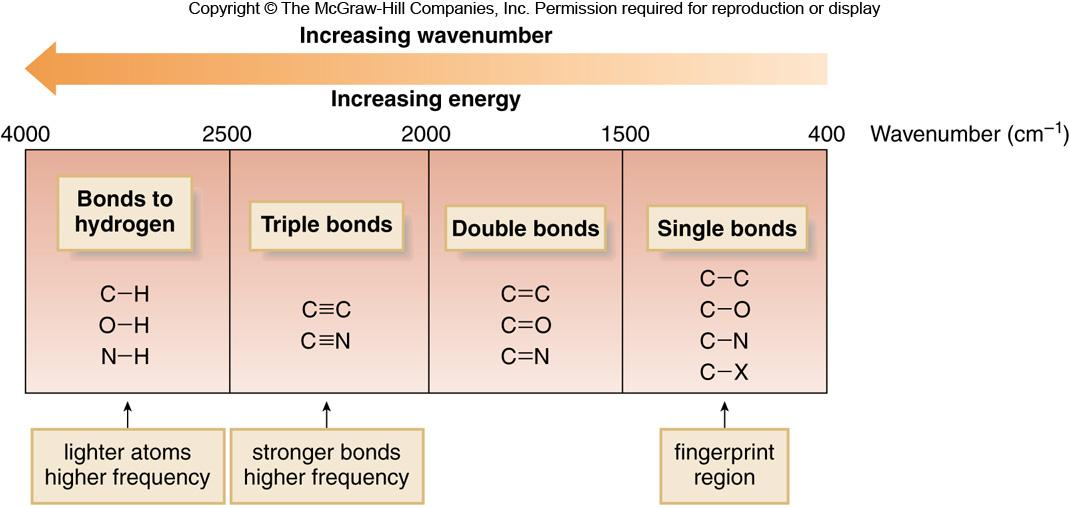 Copyright © The McGraw-Hill Companies, Inc. Permission required for reproduction or display
Increasing wavenumber
Increasing energy
4000 2500 2000 1500 400 Wavenumber (cm⁻¹)
Bonds to
hydrogen
C–H
O–H
N–H
Triple bonds
C≡C
C≡N
Double bonds
C=C
C=O
C=N
Single bonds
C–C
C–O
C–N
C–X
lighter atoms
higher frequency
stronger bonds
higher frequency
fingerprint
region